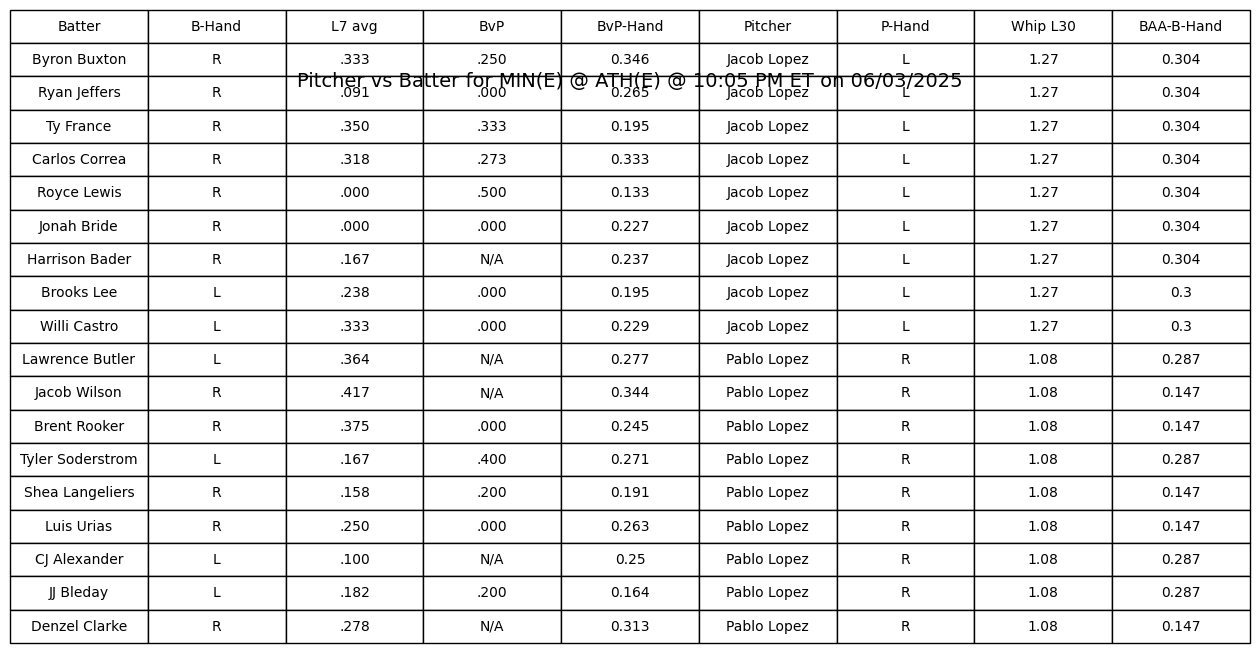 Batter B-Hand L7 avg BvP BvP-Hand Pitcher P-Hand Whip L30 BAA-B-Hand
Byron Buxton R .333 .250 0.346 Jacob Lopez L 1.27 0.304
Pitcher vs Batter for MIN(E) @ ATH(E) @ 10:05 PM ET on 06/03/2025
Ryan Jeffers R .091 .000 0.265 Jacob Lopez L 1.27 0.304
Ty France R .350 .333 0.195 Jacob Lopez L 1.27 0.304
Carlos Correa R .318 .273 0.333 Jacob Lopez L 1.27 0.304
Royce Lewis R .000 .500 0.133 Jacob Lopez L 1.27 0.304
Jonah Bride R .000 .000 0.227 Jacob Lopez L 1.27 0.304
Harrison Bader R .167 N/A 0.237 Jacob Lopez L 1.27 0.304
Brooks Lee L .238 .000 0.195 Jacob Lopez L 1.27 0.3
Willi Castro L .333 .000 0.229 Jacob Lopez L 1.27 0.3
Lawrence Butler L .364 N/A 0.277 Pablo Lopez R 1.08 0.287
Jacob Wilson R .417 N/A 0.344 Pablo Lopez R 1.08 0.147
Brent Rooker R .375 .000 0.245 Pablo Lopez R 1.08 0.147
Tyler Soderstrom L .167 .400 0.271 Pablo Lopez R 1.08 0.287
Shea Langeliers R .158 .200 0.191 Pablo Lopez R 1.08 0.147
Luis Urias R .250 .000 0.263 Pablo Lopez R 1.08 0.147
CJ Alexander L .100 N/A 0.25 Pablo Lopez R 1.08 0.287
JJ Bleday L .182 .200 0.164 Pablo Lopez R 1.08 0.287
Denzel Clarke R .278 N/A 0.313 Pablo Lopez R 1.08 0.147